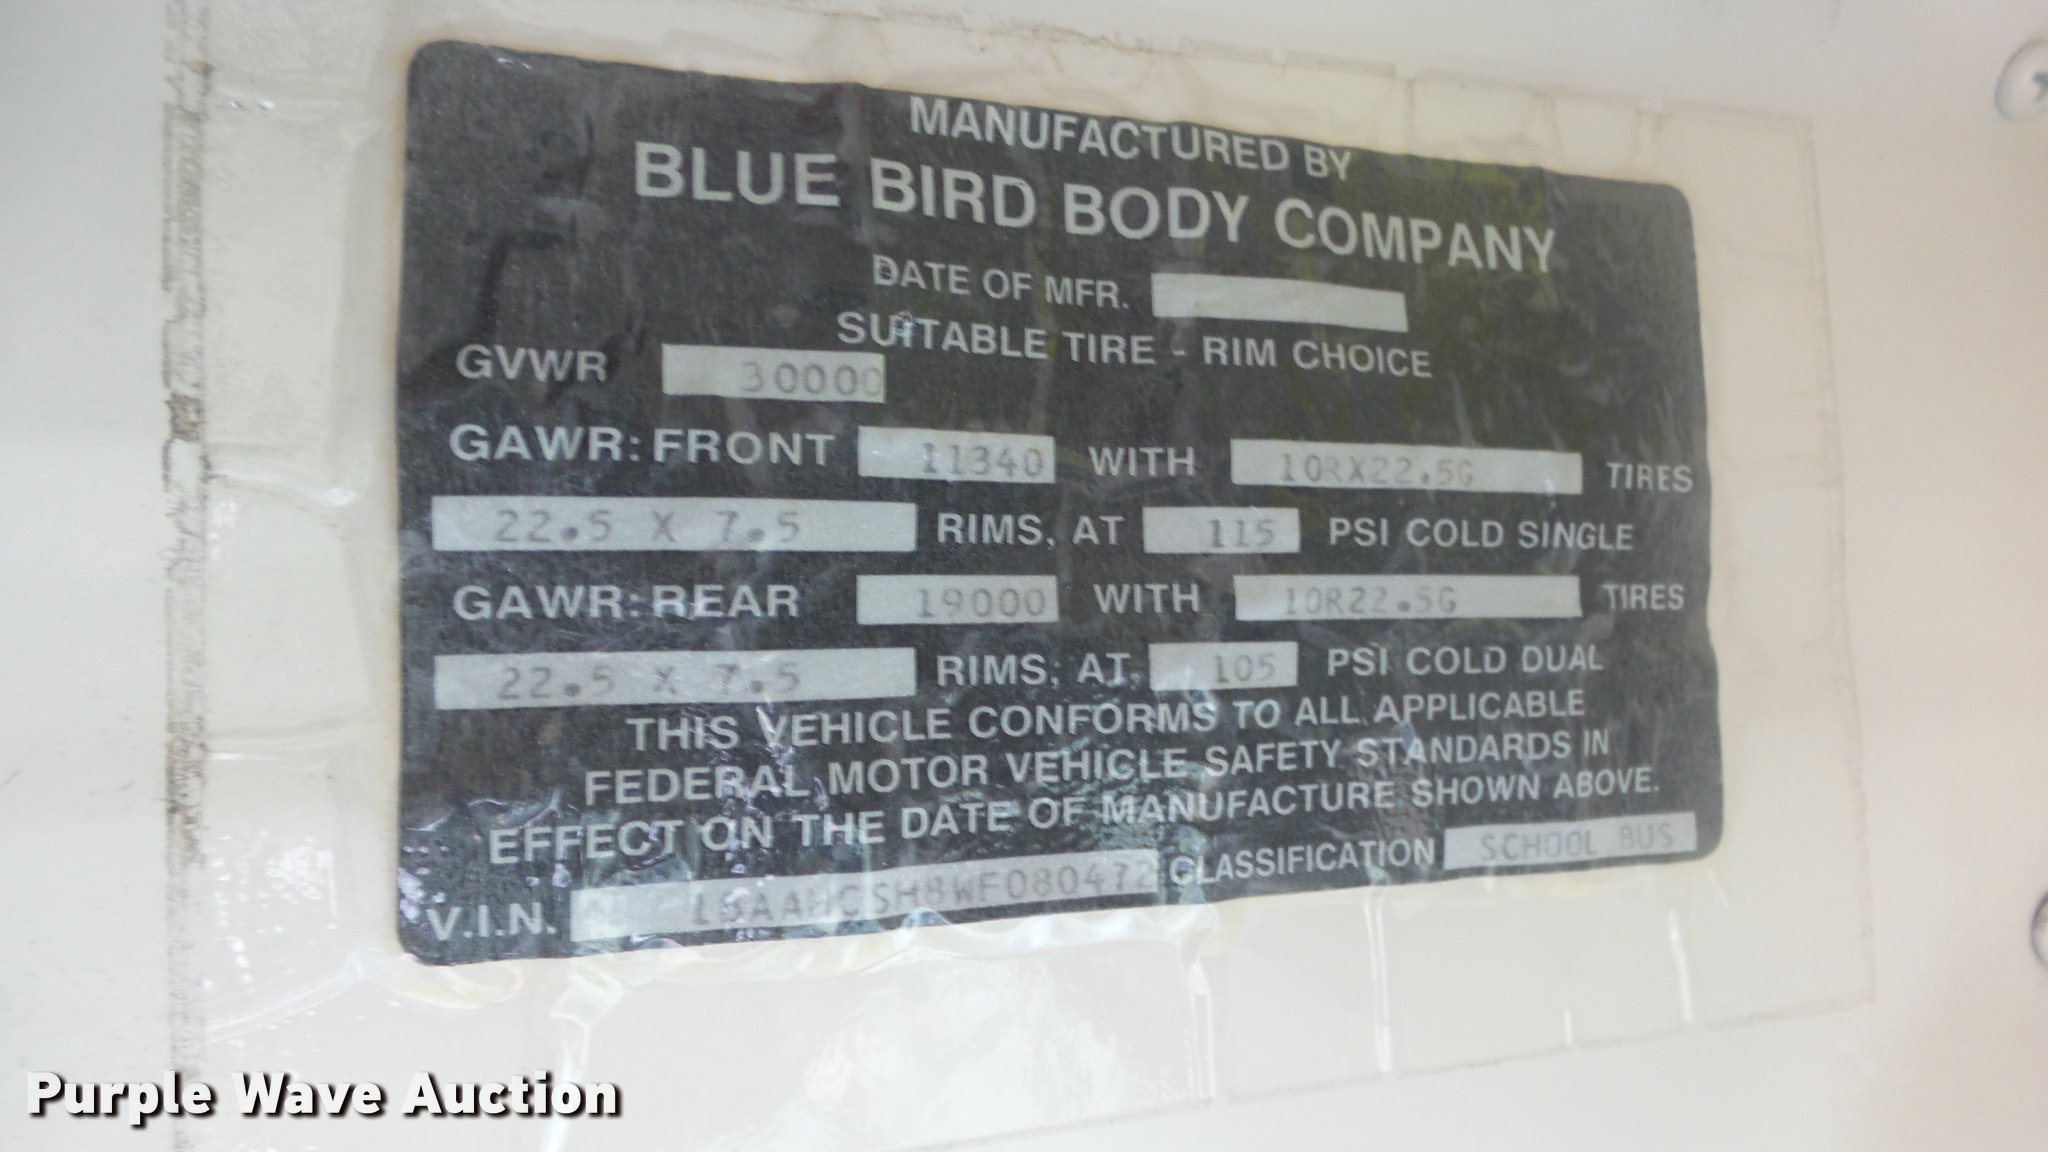 MANUFACTURED BY
BLUE BIRD BODY COMPANY
DATE OF MFR.
SUITABLE TIRE - RIM CHOICE
GVWR 30000
GAWR: FRONT 11340 WITH 10RX22.5G TIRES
22.5 X 7.5 RIMS, AT 115 PSI COLD SINGLE
GAWR: REAR 19000 WITH 10R22.5G TIRES
22.5 X 7.5 RIMS, AT 105 PSI COLD DUAL
THIS VEHICLE CONFORMS TO ALL APPLICABLE
FEDERAL MOTOR VEHICLE SAFETY STANDARDS IN
EFFECT ON THE DATE OF MANUFACTURE SHOWN ABOVE.
V.I.N. CLASSIFICATION SCHOOL BUS
Purple Wave Auction